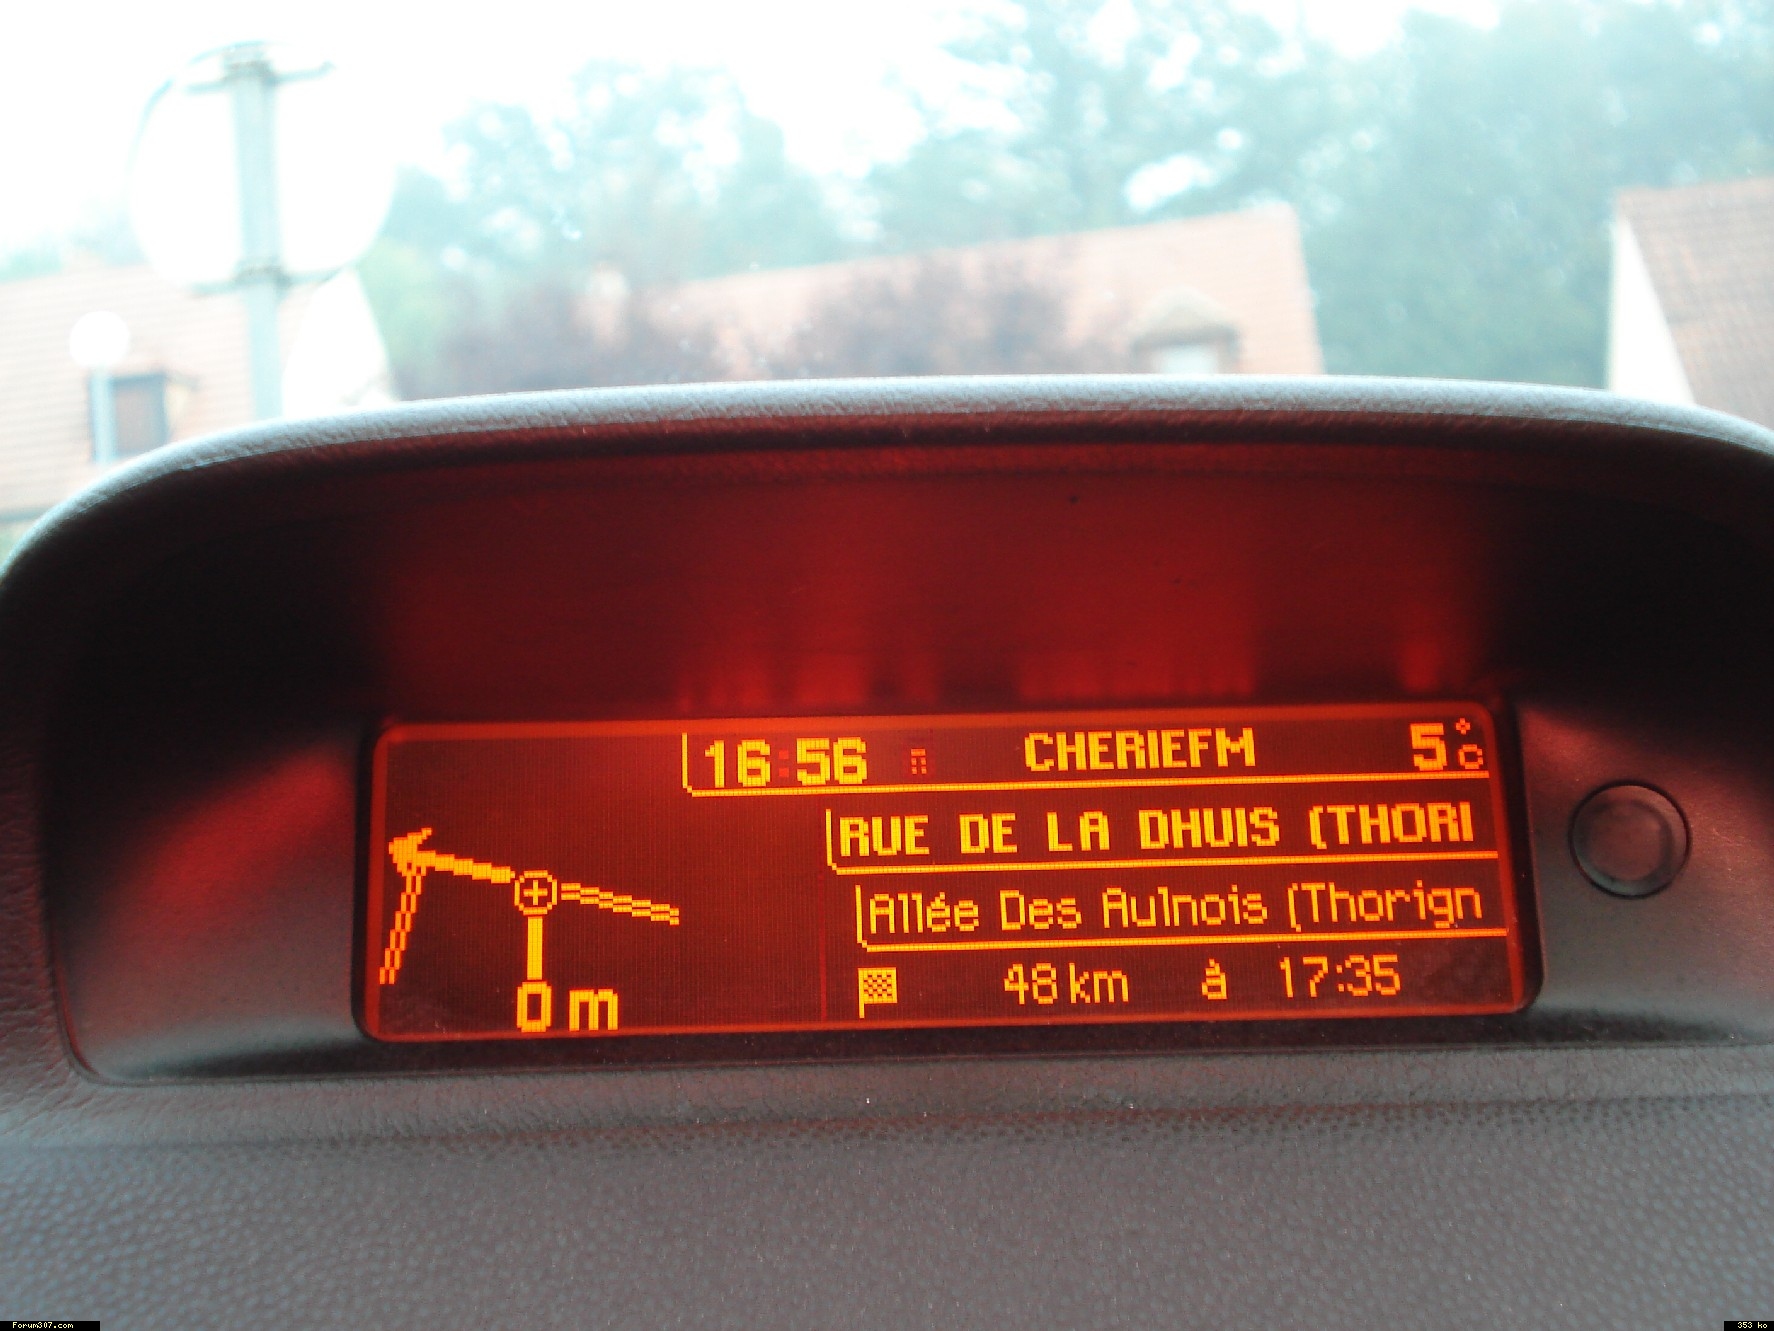 16:56 CHERIEFM 5°C
RUE DE LA DHUIS (THORI
Allée Des Aulnois (Thorign
48 km à 17:35
0 m
Forum307.com
353 ko